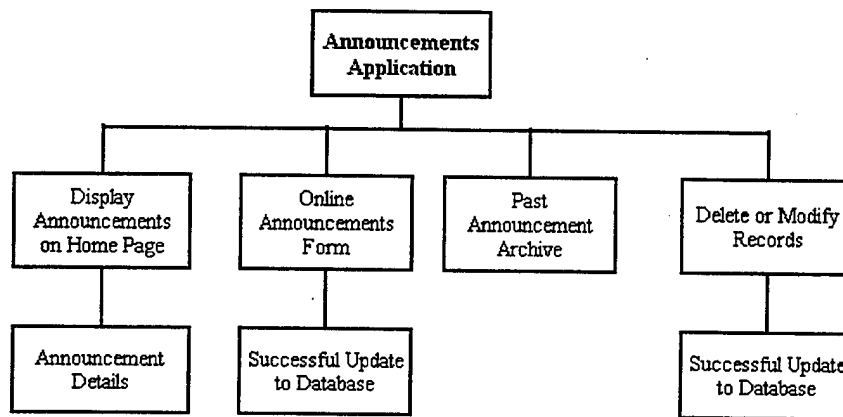 Announcements
Application
Display
Announcements
on Home Page
Online
Announcements
Form
Past
Announcement
Archive
Delete or Modify
Records
Announcement
Details
Successful Update
to Database
Successful Update
to Database